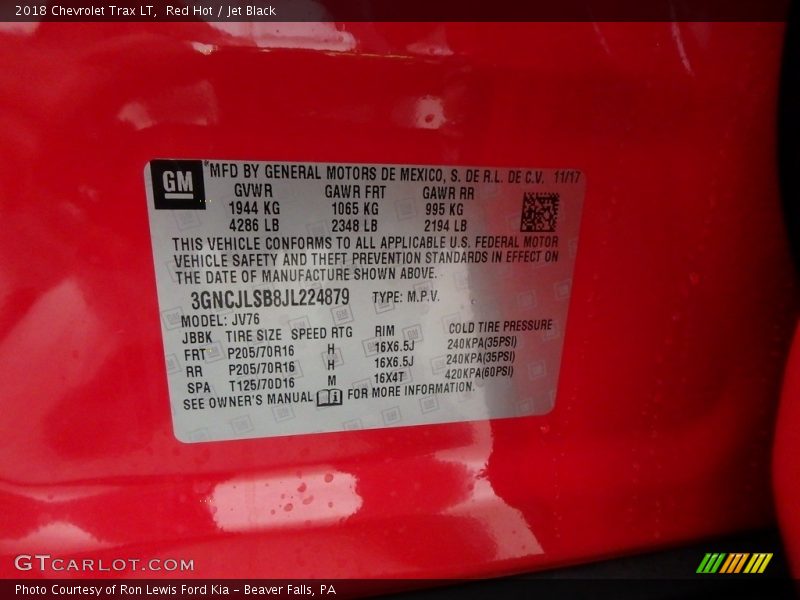 2018 Chevrolet Trax LT,  Red Hot / Jet Black
GM
*MFD BY GENERAL MOTORS DE MEXICO, S. DE R.L. DE C.V. 11/17
GVWR GAWR FRT GAWR RR
1944 KG 1065 KG 995 KG
4286 LB 2348 LB 2194 LB
THIS VEHICLE CONFORMS TO ALL APPLICABLE U.S. FEDERAL MOTOR
VEHICLE SAFETY AND THEFT PREVENTION STANDARDS IN EFFECT ON
THE DATE OF MANUFACTURE SHOWN ABOVE.
3GNCJLSB8JL224879 TYPE: M.P.V.
MODEL: JV76
JBBK TIRE SIZE SPEED RTG RIM COLD TIRE PRESSURE
FRT P205/70R16 H 16X6.5J 240KPA(35PSI)
RR P205/70R16 H 16X6.5J 240KPA(35PSI)
SPA T125/70D16 M 16X4T 420KPA(60PSI)
SEE OWNER'S MANUAL FOR MORE INFORMATION.
GTCARLOT.COM
Photo Courtesy of Ron Lewis Ford Kia - Beaver Falls, PA